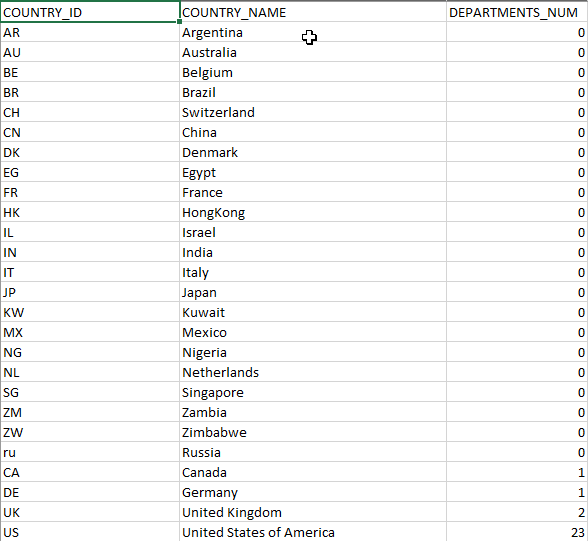 COUNTRY_ID COUNTRY_NAME DEPARTMENTS_NUM
AR Argentina 0
AU Australia 0
BE Belgium 0
BR Brazil 0
CH Switzerland 0
CN China 0
DK Denmark 0
EG Egypt 0
FR France 0
HK HongKong 0
IL Israel 0
IN India 0
IT Italy 0
JP Japan 0
KW Kuwait 0
MX Mexico 0
NG Nigeria 0
NL Netherlands 0
SG Singapore 0
ZM Zambia 0
ZW Zimbabwe 0
ru Russia 0
CA Canada 1
DE Germany 1
UK United Kingdom 2
US United States of America 23